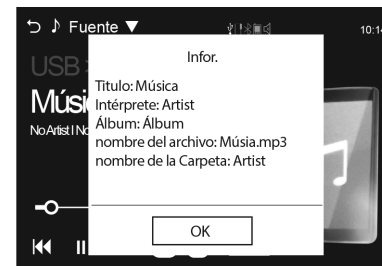 Fuente ▼
10:14
USB
Infor.
Titulo: Música
Músi
Intérprete: Artist
Álbum: Álbum
No Artist I No
nombre del archivo: Músia.mp3
nombre de la Carpeta: Artist
OK